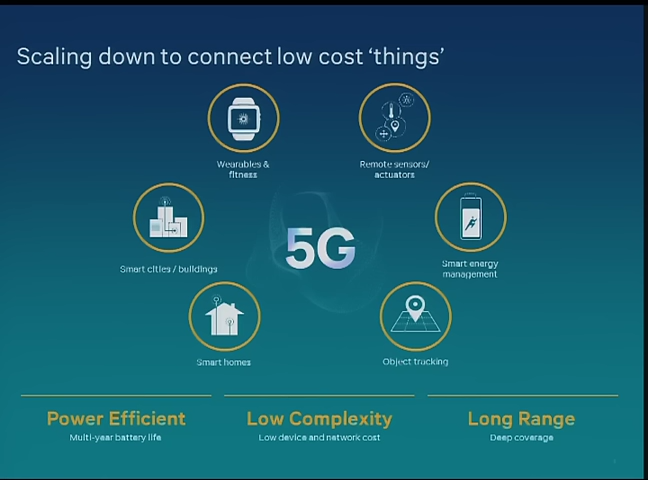 Scaling down to connect low cost ‘things’
Wearables &
fitness
Remote sensors/
actuators
Smart cities / buildings
5G
Smart energy
management
Smart homes
Object tracking
Power Efficient
Multi-year battery life
Low Complexity
Low device and network cost
Long Range
Deep coverage